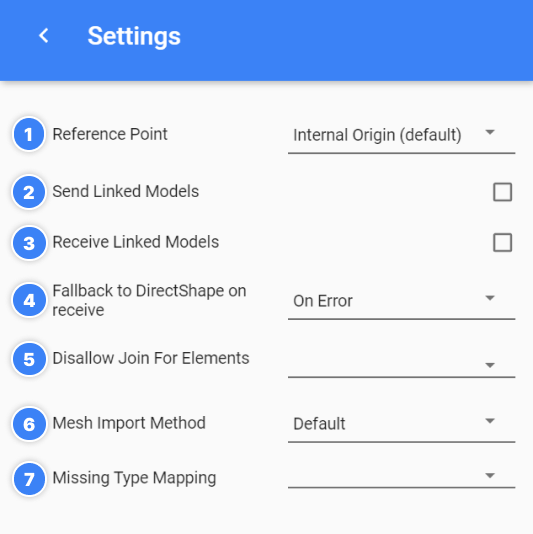 Settings
1 Reference Point Internal Origin (default)
2 Send Linked Models
3 Receive Linked Models
4 Fallback to DirectShape on
receive On Error
5 Disallow Join For Elements
6 Mesh Import Method Default
7 Missing Type Mapping